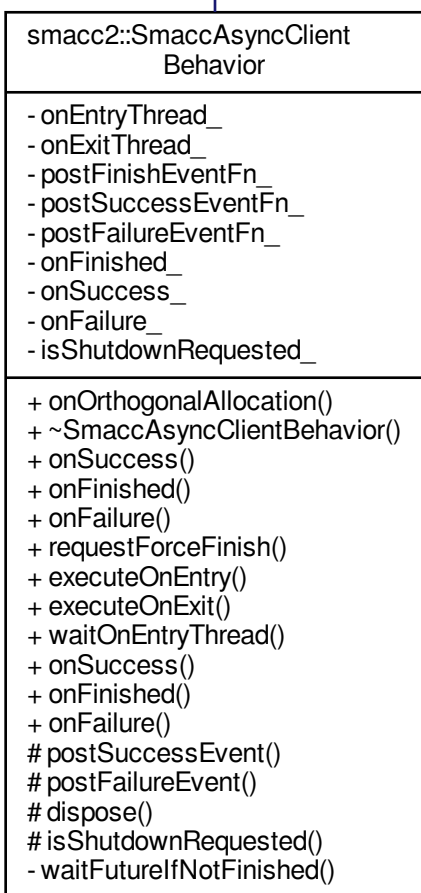 smacc2::SmaccAsyncClient
Behavior
- onEntryThread_
- onExitThread_
- postFinishEventFn_
- postSuccessEventFn_
- postFailureEventFn_
- onFinished_
- onSuccess_
- onFailure_
- isShutdownRequested_
+ onOrthogonalAllocation()
+ ~SmaccAsyncClientBehavior()
+ onSuccess()
+ onFinished()
+ onFailure()
+ requestForceFinish()
+ executeOnEntry()
+ executeOnExit()
+ waitOnEntryThread()
+ onSuccess()
+ onFinished()
+ onFailure()
# postSuccessEvent()
# postFailureEvent()
# dispose()
# isShutdownRequested()
- waitFutureIfNotFinished()